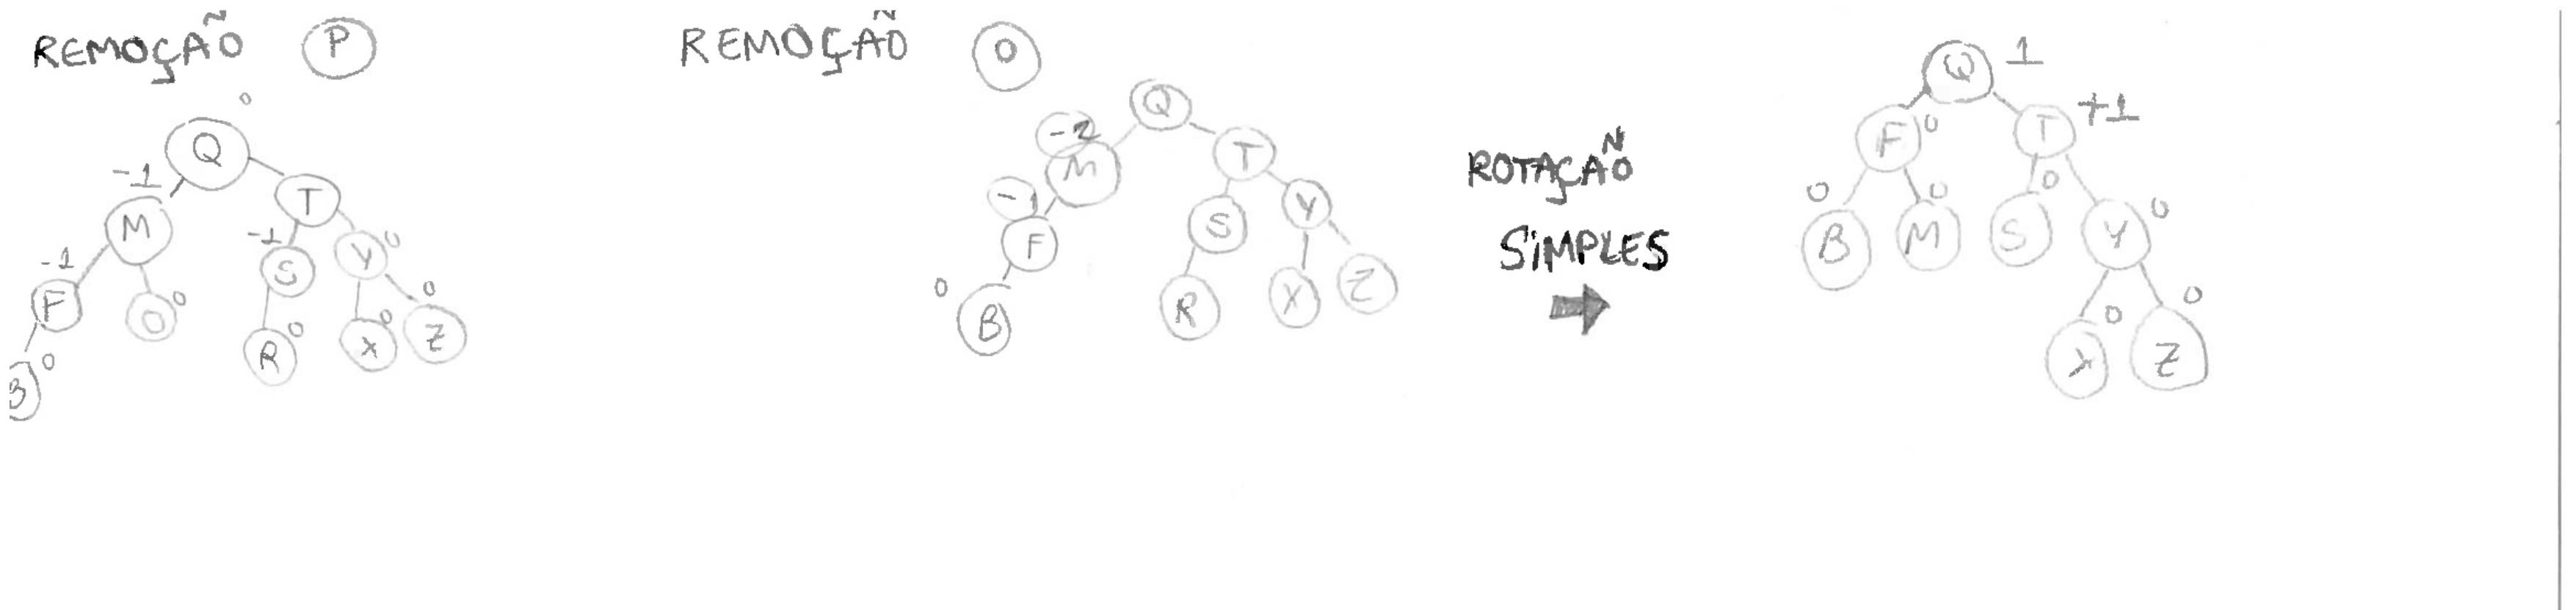 REMOÇÃO P
0
Q
-1
M T
-1 -1 0
F O 0 S Y
0 0 0 0
B R X Z
REMOÇÃO O
Q
-2
M T
-1
F S Y
0
B R X Z
ROTAÇÃO
SIMPLES
Q 1
+1
F 0 T
0 0 0
B M S Y 0
0 0
X Z